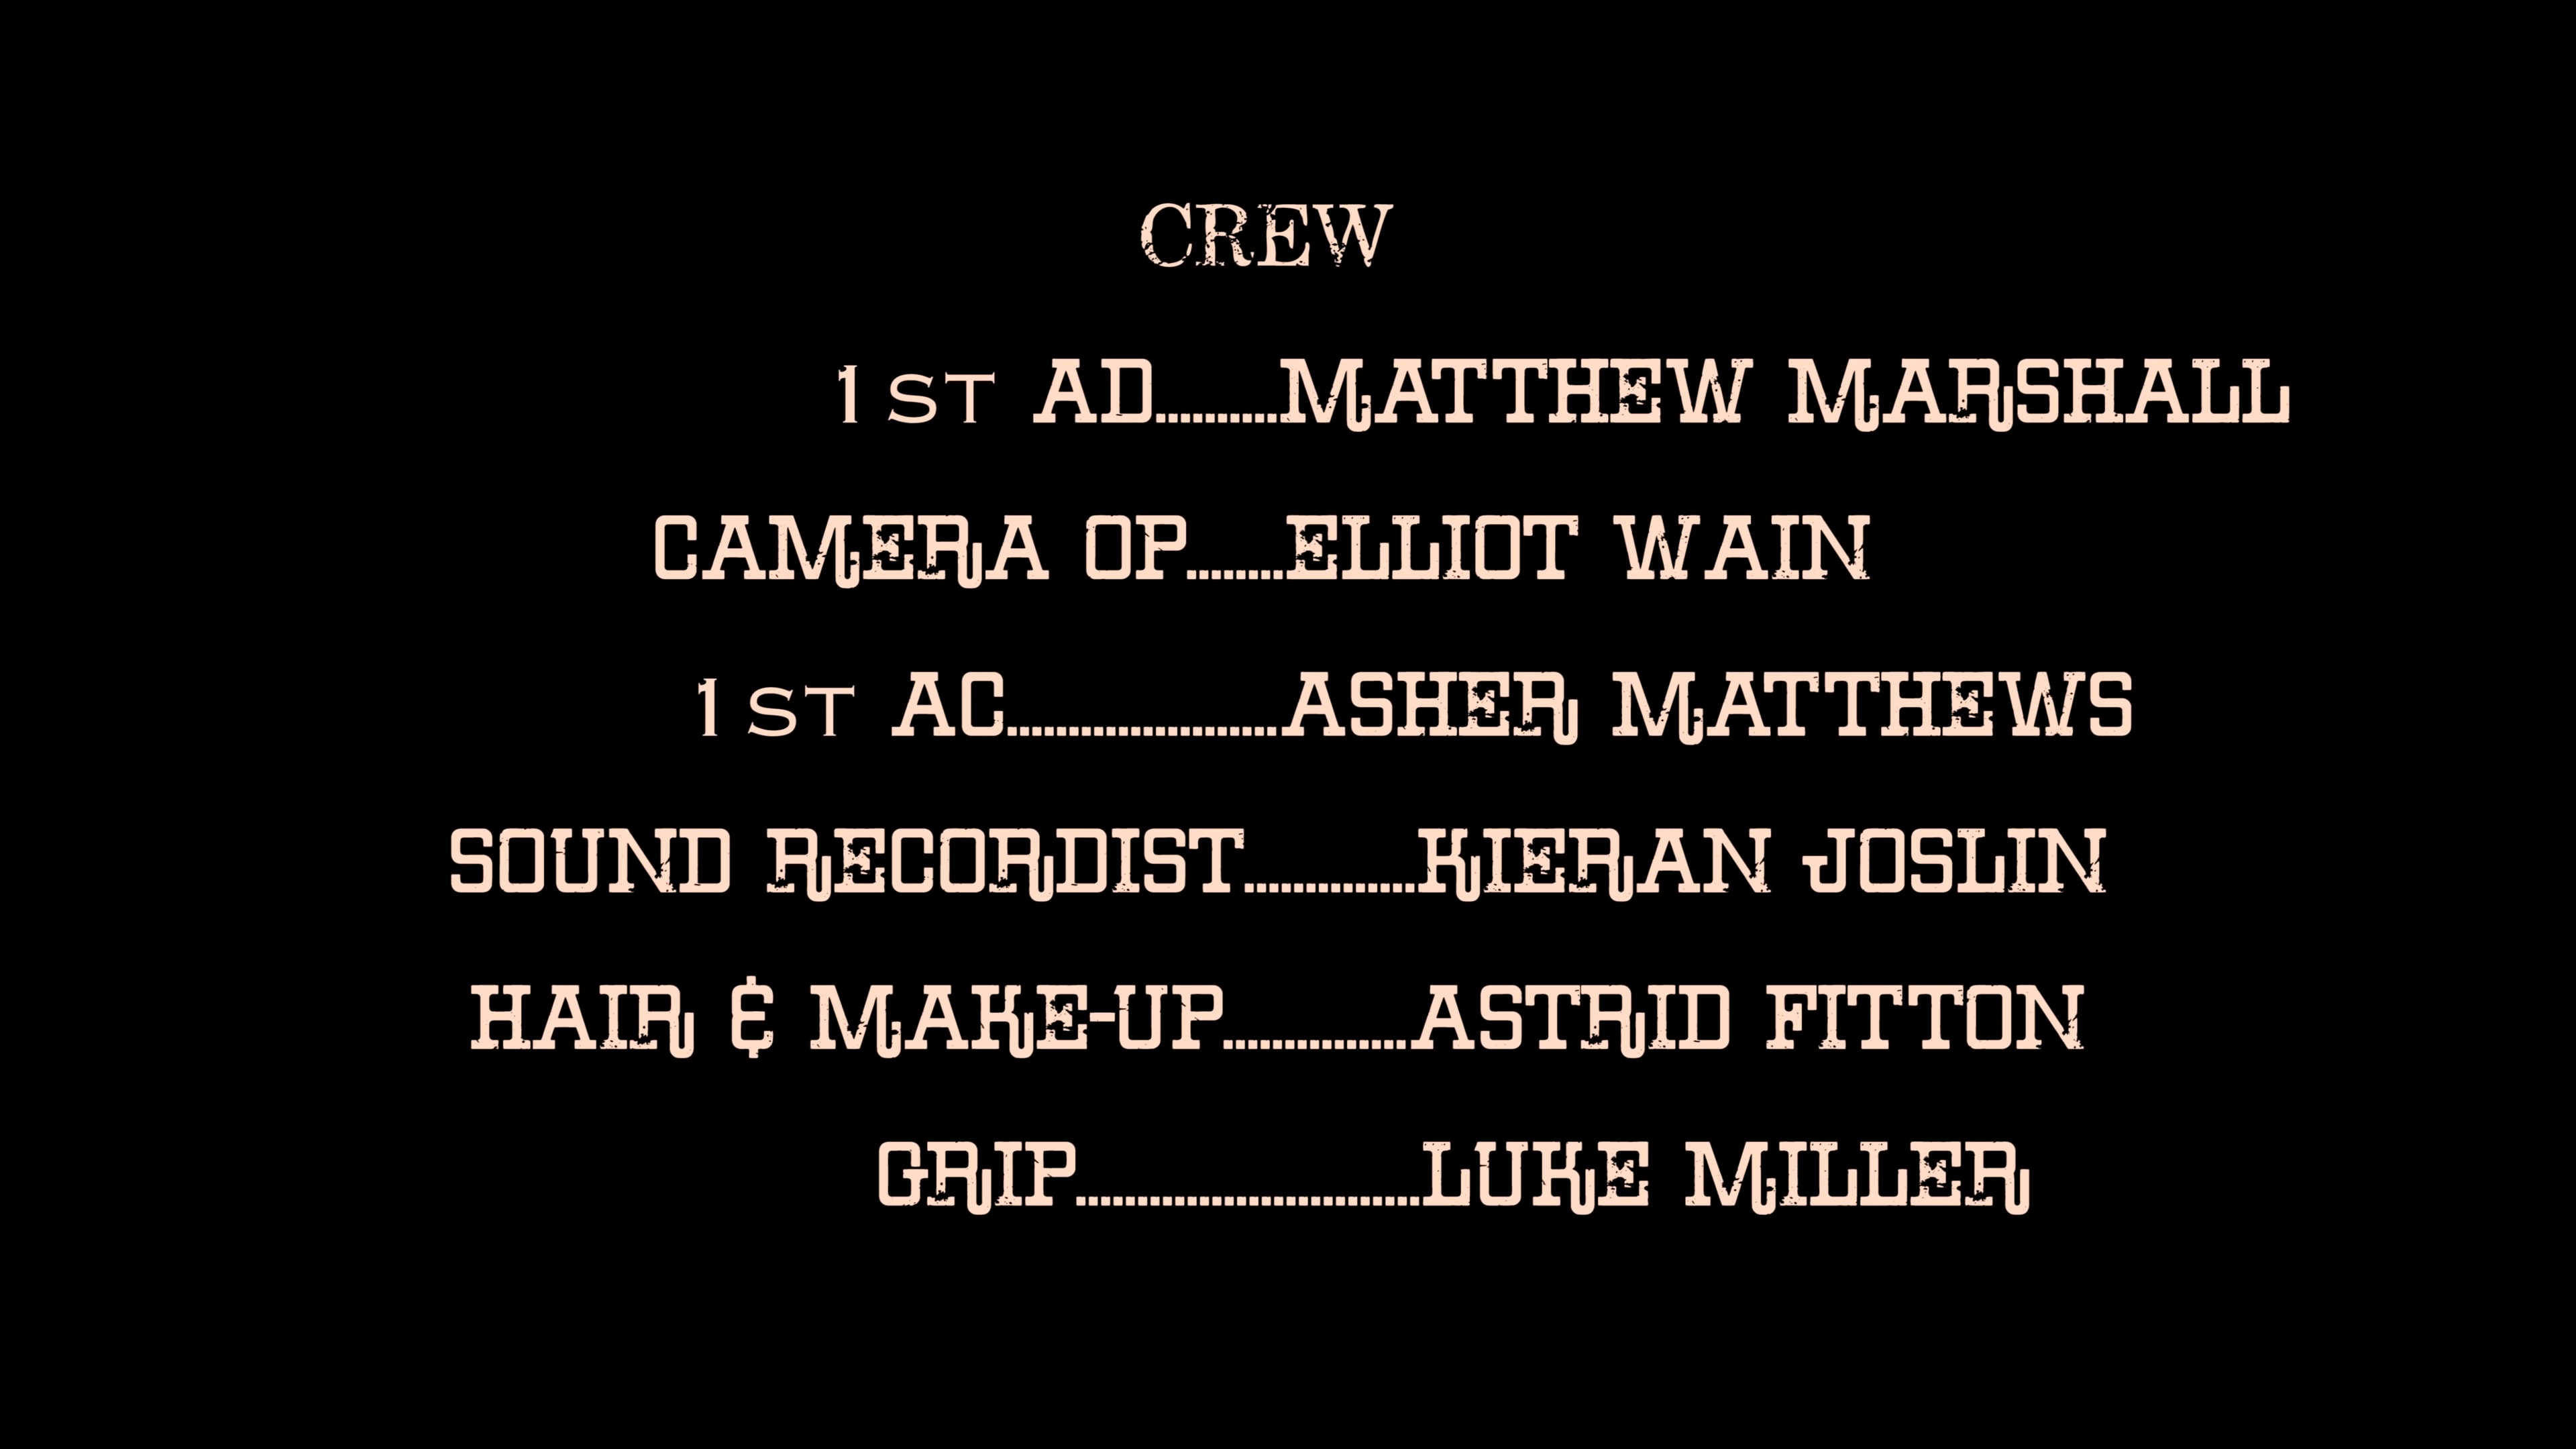 CREW
1ST AD..........MATTHEW MARSHALL
CAMERA OP........ELLIOT WAIN
1ST AC......................ASHER MATTHEWS
SOUND RECORDIST..............KIERAN JOSLIN
HAIR & MAKE-UP...............ASTRID FITTON
GRIP............................LUKE MILLER